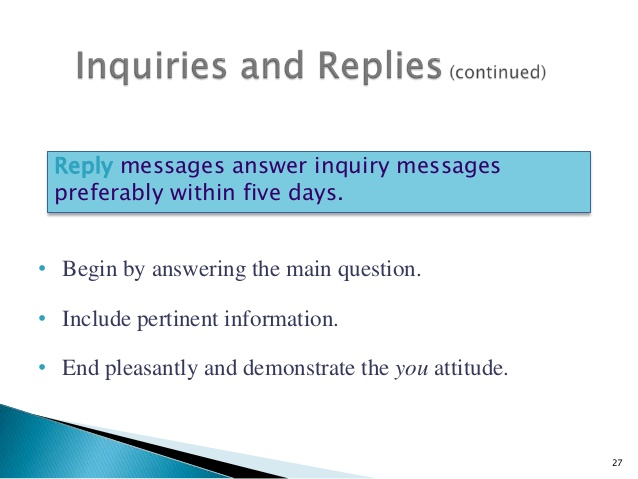 Inquiries and Replies (continued)
Reply messages answer inquiry messages
preferably within five days.
• Begin by answering the main question.
• Include pertinent information.
• End pleasantly and demonstrate the you attitude.
27